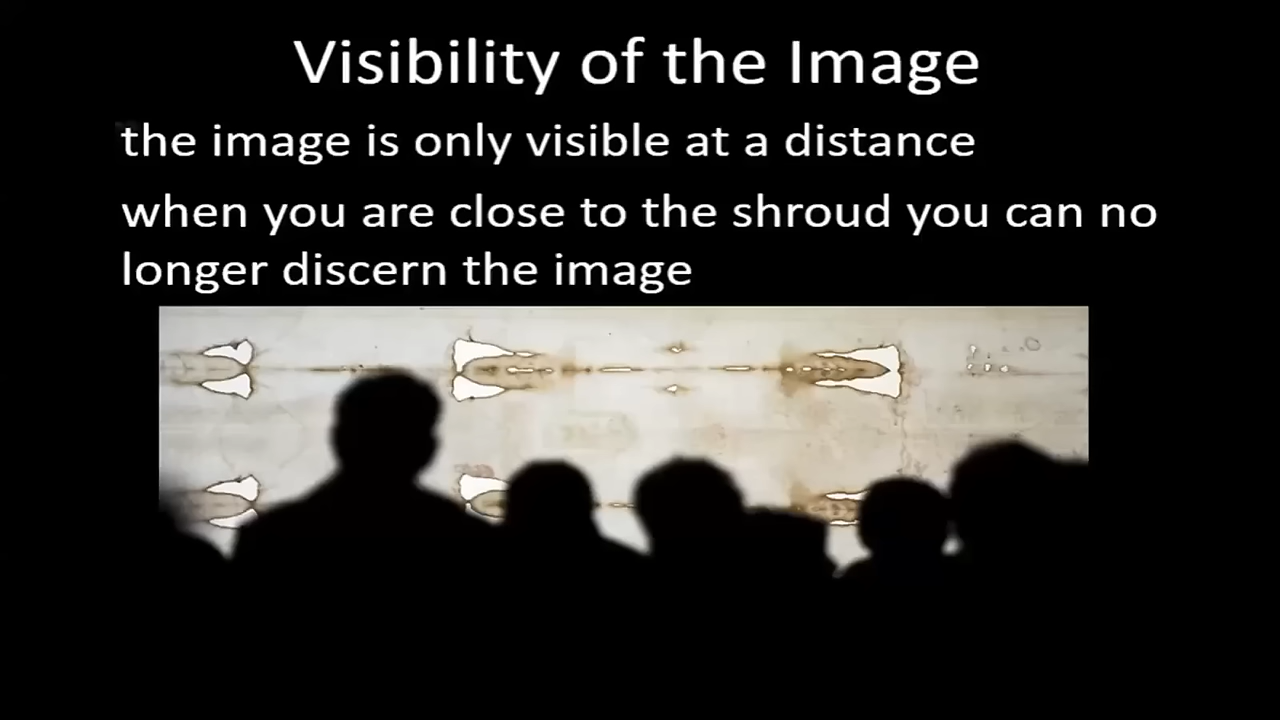 Visibility of the Image
the image is only visible at a distance
when you are close to the shroud you can no
longer discern the image